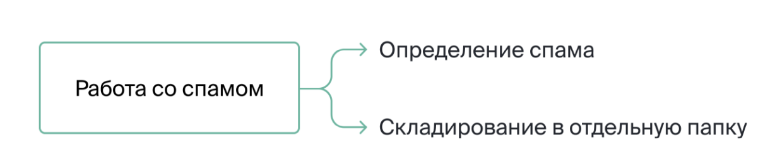 Работа со спамом
Определение спама
Складирование в отдельную папку